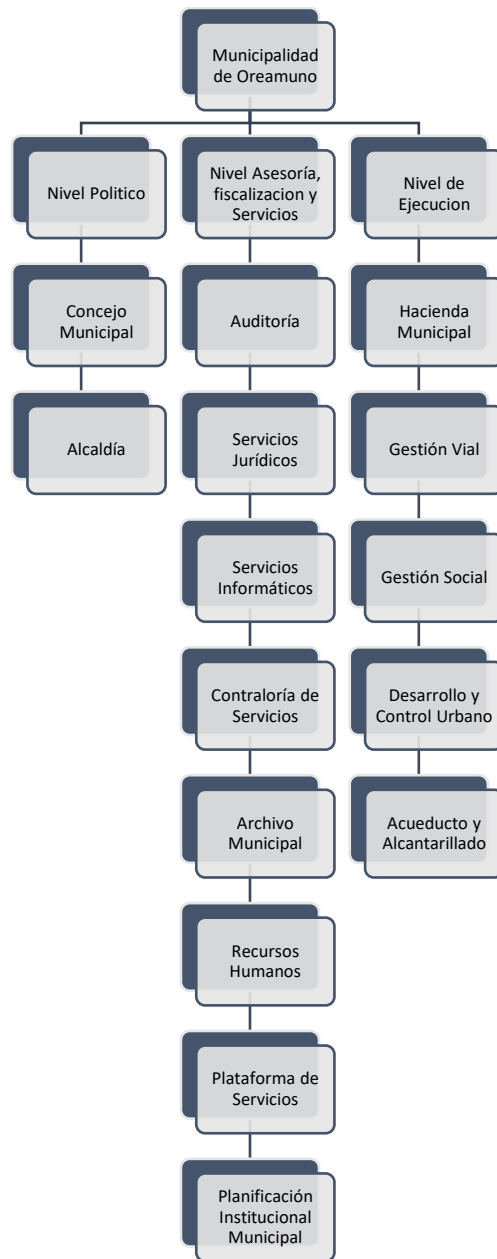 Municipalidad
de Oreamuno
Nivel Politico
Concejo
Municipal
Alcaldía
Nivel Asesoría,
fiscalizacion y
Servicios
Auditoría
Servicios
Jurídicos
Servicios
Informáticos
Contraloría de
Servicios
Archivo
Municipal
Recursos
Humanos
Plataforma de
Servicios
Planificación
Institucional
Municipal
Nivel de
Ejecucion
Hacienda
Municipal
Gestión Vial
Gestión Social
Desarrollo y
Control Urbano
Acueducto y
Alcantarillado